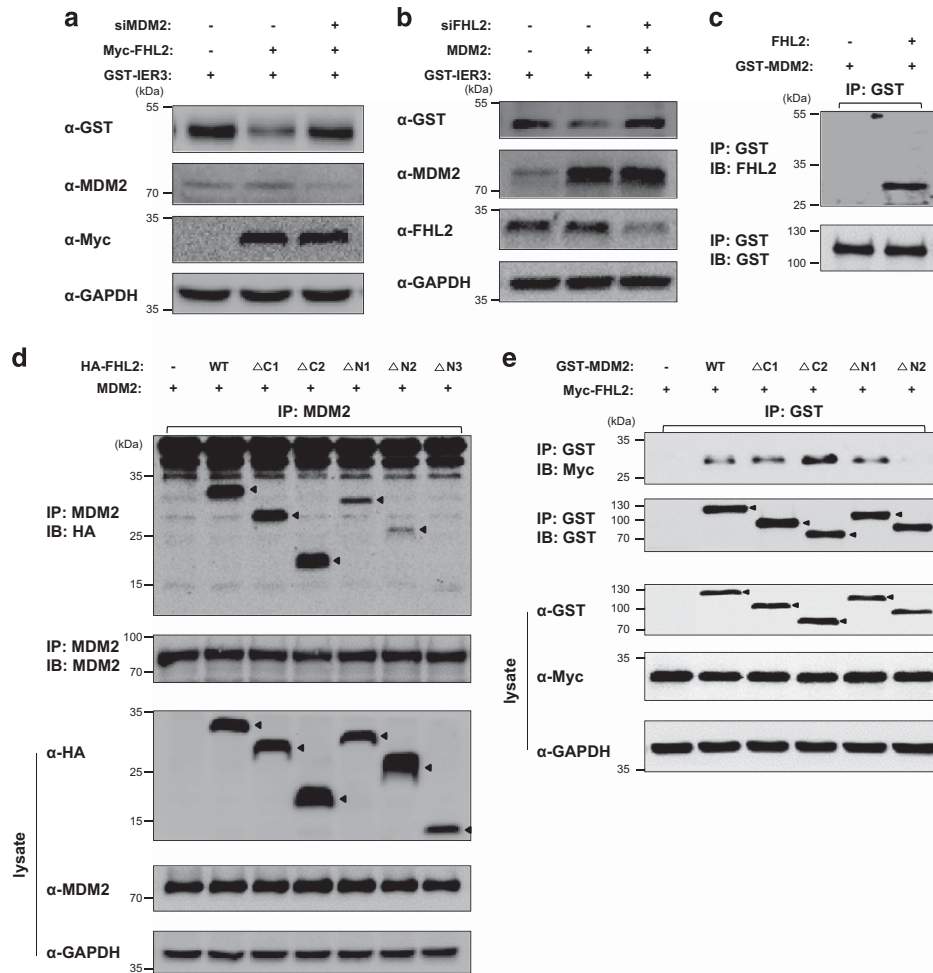 a
siMDM2: - - +
Myc-FHL2: - + +
GST-IER3: + + +
(kDa)
55
α-GST
α-MDM2
70
35
α-Myc
α-GAPDH
35
b
siFHL2: - - +
MDM2: - + +
GST-IER3: + + +
(kDa)
55
α-GST
α-MDM2
70
35
α-FHL2
α-GAPDH
35
c
FHL2: - +
GST-MDM2: + +
IP: GST
(kDa)
55
IP: GST
IB: FHL2
35
25
130
IP: GST
IB: GST
100
d
HA-FHL2: - WT △C1 △C2 △N1 △N2 △N3
MDM2: + + + + + + +
IP: MDM2
(kDa)
35
IP: MDM2
IB: HA
25
15
100
IP: MDM2
IB: MDM2
70
35
α-HA
25
15
α-MDM2
70
α-GAPDH
35
lysate
e
GST-MDM2: - WT △C1 △C2 △N1 △N2
Myc-FHL2: + + + + + +
IP: GST
(kDa)
35
IP: GST
IB: Myc
25
130
IP: GST
IB: GST
100
70
130
α-GST
100
70
35
α-Myc
α-GAPDH
35
lysate